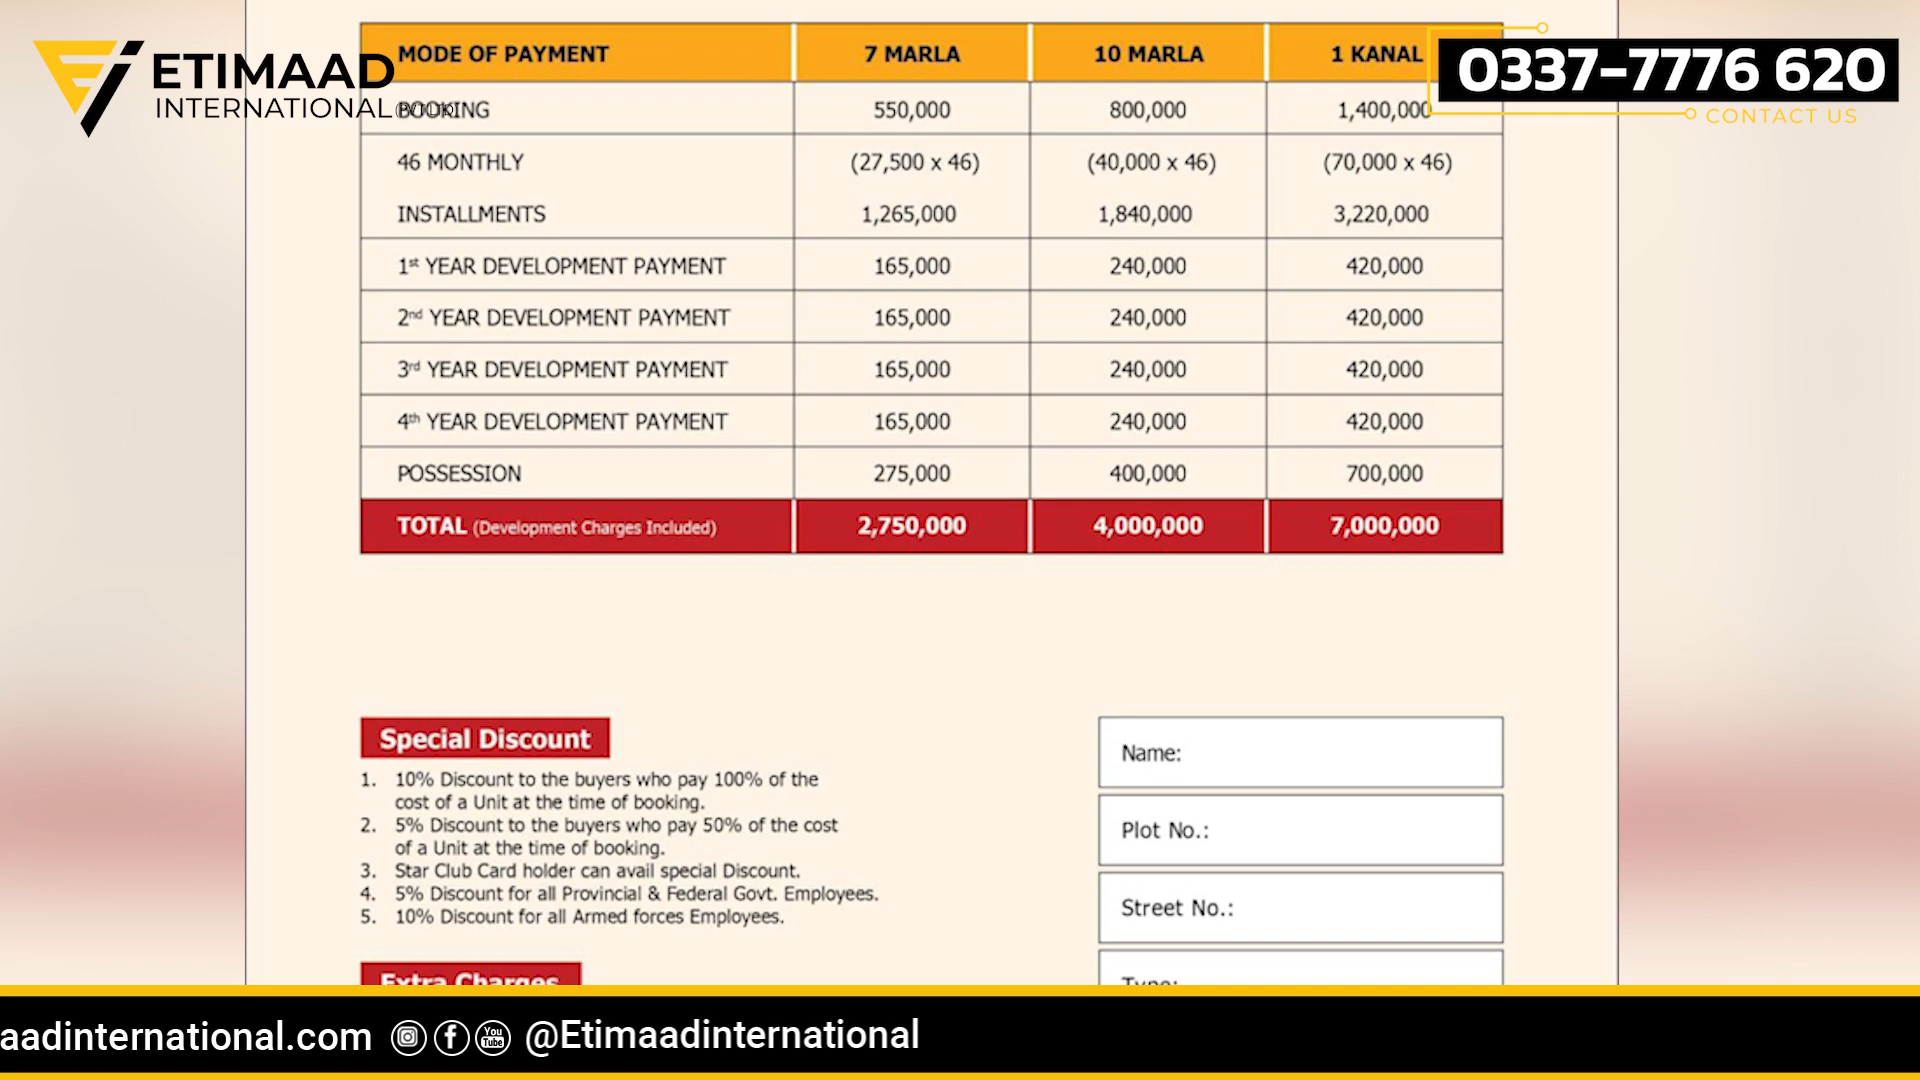 ETIMAAD
INTERNATIONAL
0337-7776 620
CONTACT US
MODE OF PAYMENT 7 MARLA 10 MARLA 1 KANAL
BOOKING 550,000 800,000 1,400,000
46 MONTHLY (27,500 x 46) (40,000 x 46) (70,000 x 46)
INSTALLMENTS 1,265,000 1,840,000 3,220,000
1st YEAR DEVELOPMENT PAYMENT 165,000 240,000 420,000
2nd YEAR DEVELOPMENT PAYMENT 165,000 240,000 420,000
3rd YEAR DEVELOPMENT PAYMENT 165,000 240,000 420,000
4th YEAR DEVELOPMENT PAYMENT 165,000 240,000 420,000
POSSESSION 275,000 400,000 700,000
TOTAL (Development Charges Included) 2,750,000 4,000,000 7,000,000
Special Discount
1. 10% Discount to the buyers who pay 100% of the
cost of a Unit at the time of booking.
2. 5% Discount to the buyers who pay 50% of the cost
of a Unit at the time of booking.
3. Star Club Card holder can avail special Discount.
4. 5% Discount for all Provincial & Federal Govt. Employees.
5. 10% Discount for all Armed forces Employees.
Extra Charges
Name:
Plot No.:
Street No.:
Type:
aadinternational.com
You
Tube
@Etimaadinternational